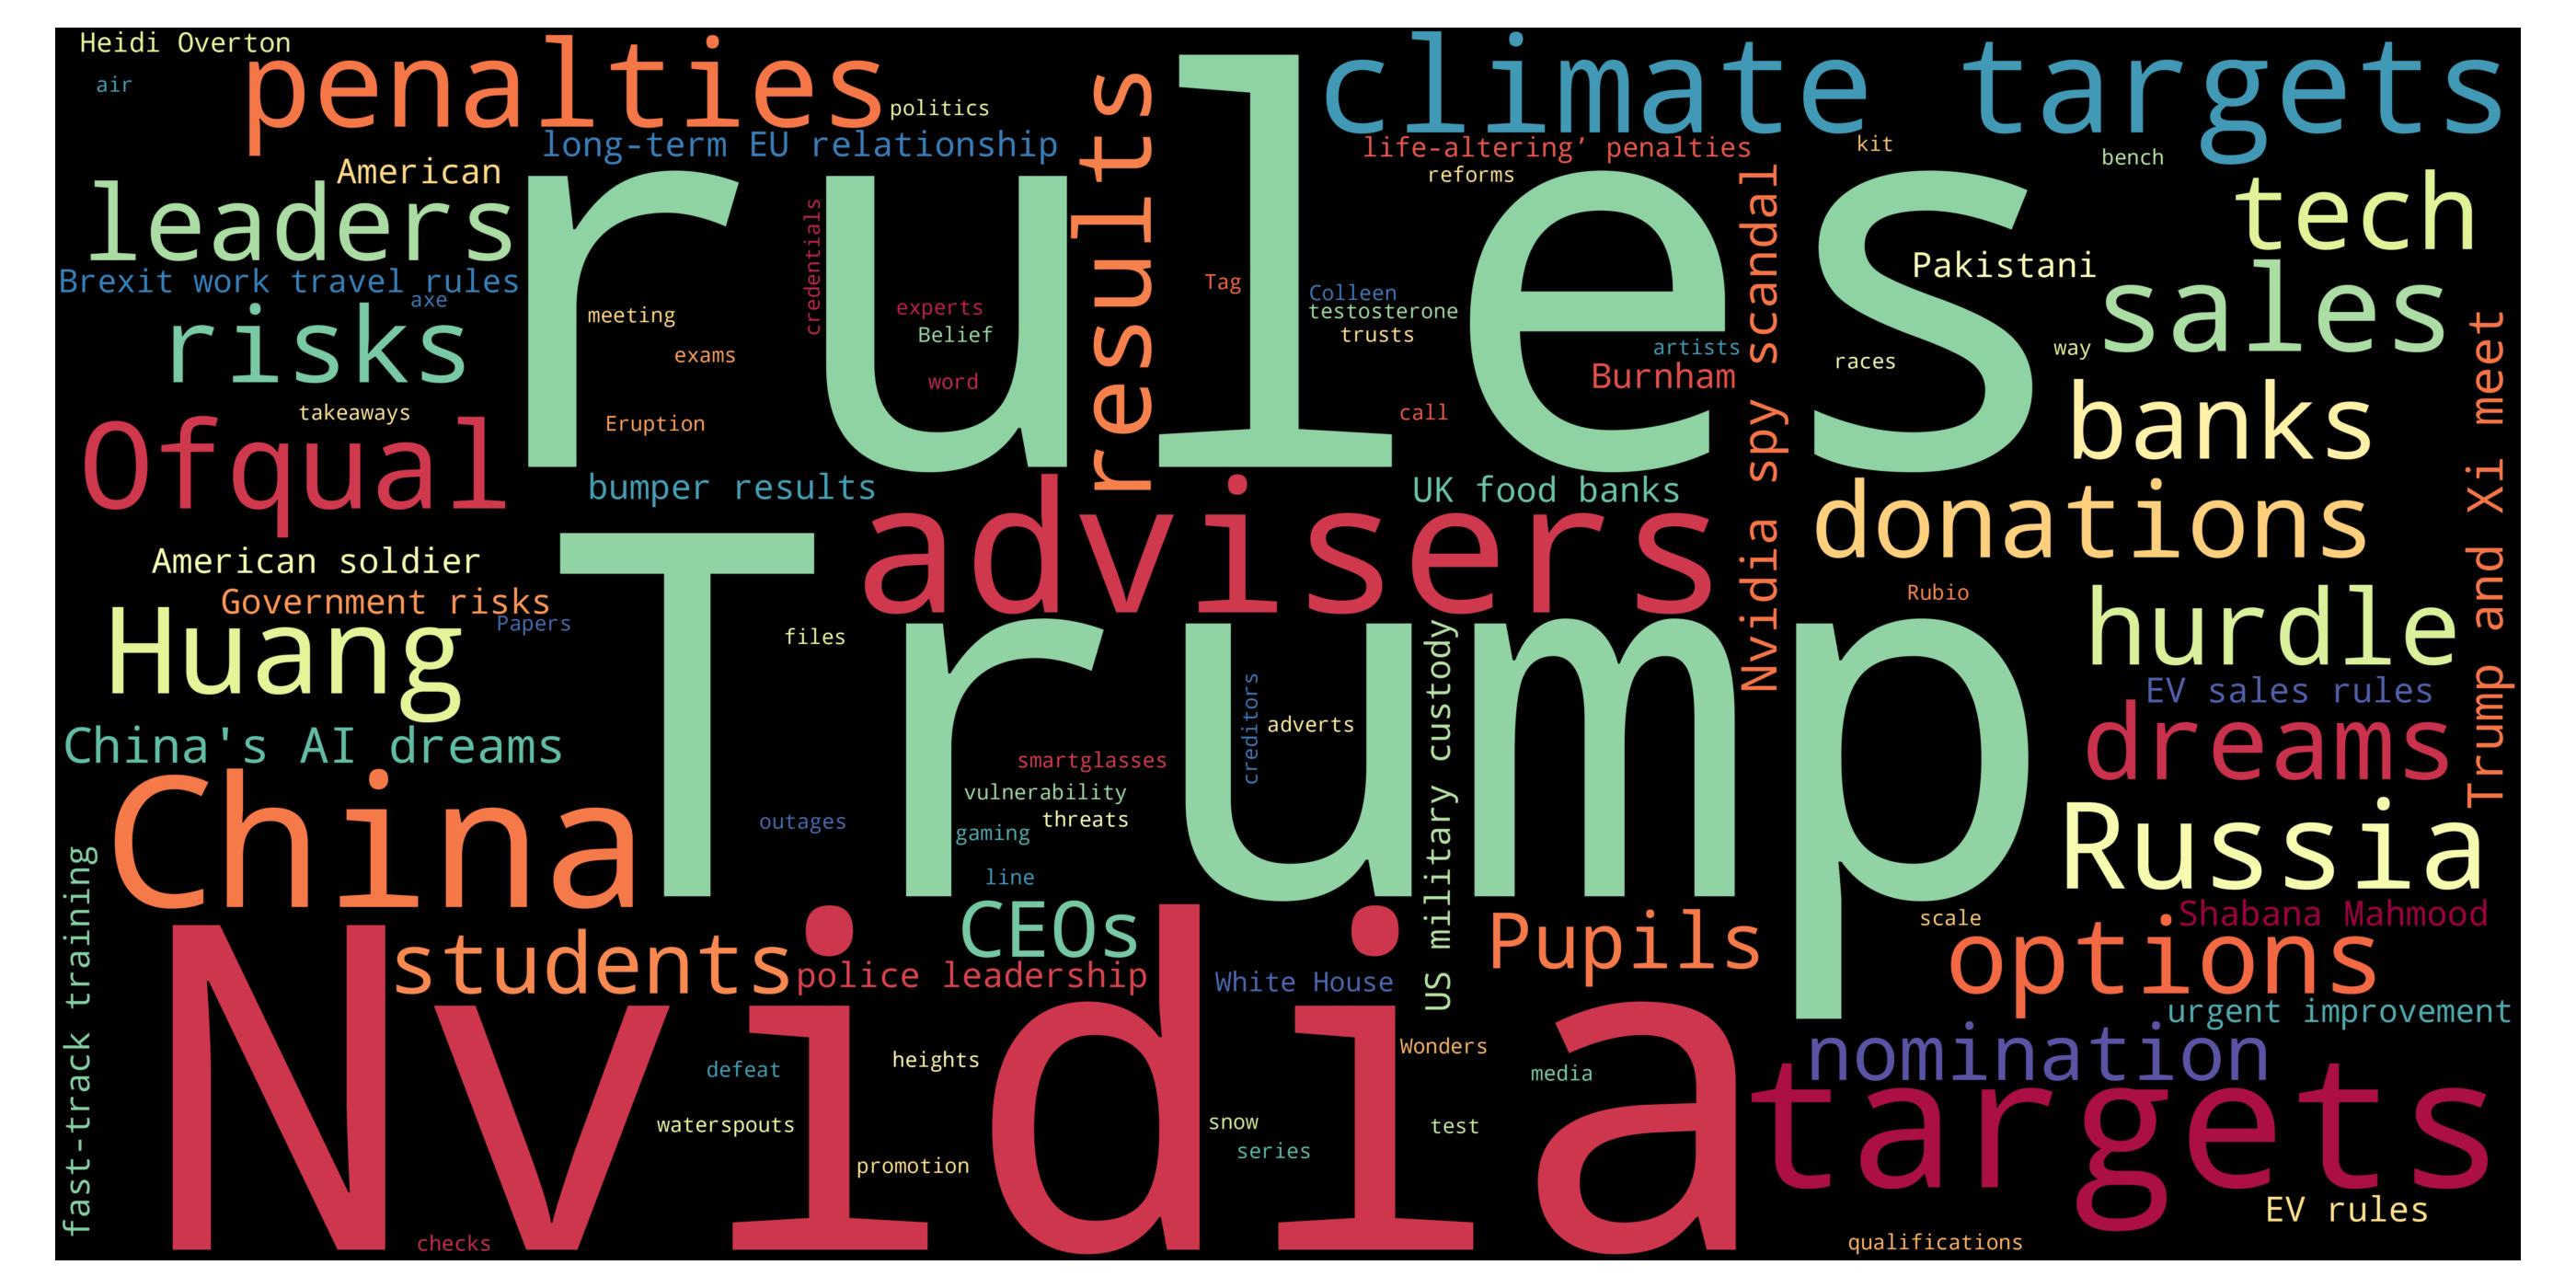 Heidi Overton
air
penalties
politics
results
climate targets
long-term EU relationship
life-altering’ penalties
kit
bench
American
reforms
leaders
rules
credentials
Nvidia spy scandal
tech
Pakistani
Brexit work travel rules
axe
Tag
Colleen
testosterone
sales
risks
meeting
experts
Belief
trusts
artists
way
exams
races
Trump and Xi meet
word
Burnham
banks
takeaways
Eruption
call
Ofqual
bumper results
UK food banks
advisers
donations
American soldier
Government risks
Papers
Rubio
hurdle
Huang
files
Trump
US military custody
EV sales rules
creditors
adverts
dreams
China's AI dreams
smartglasses
vulnerability
threats
outages
gaming
China
Russia
line
fast-track training
CEOs
Pupils
scale
Shabana Mahmood
students
police leadership
White House
options
urgent improvement
Nvidia
heights
Wonders
nomination
defeat
media
targets
waterspouts
snow
test
series
promotion
EV rules
checks
qualifications